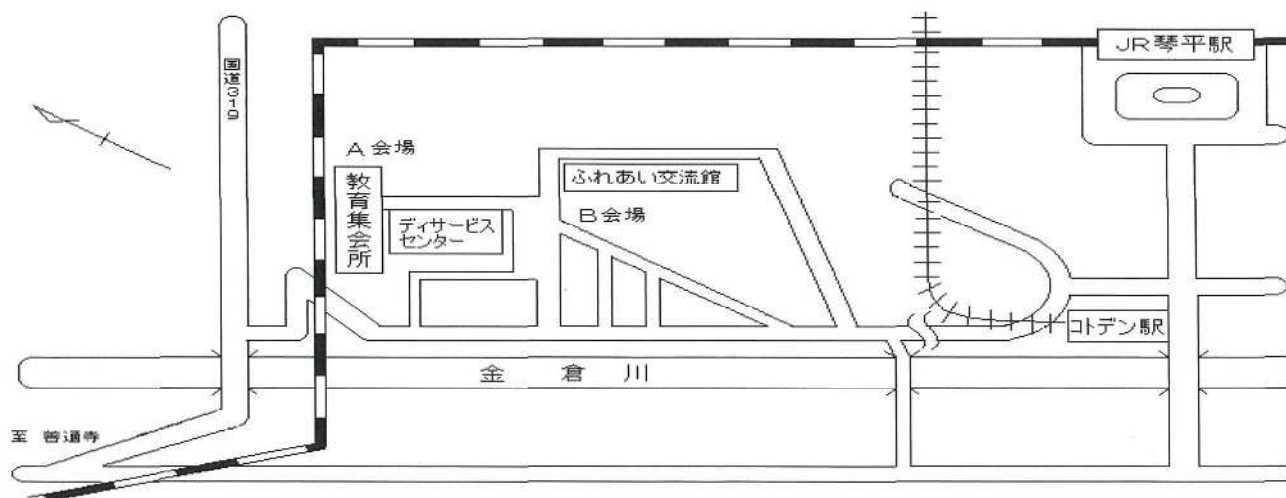 JR琴平駅
国道319
A会場
教育集会所
ふれあい交流館
B会場
ディサービス
センター
コトデン駅
金倉川
至 善通寺